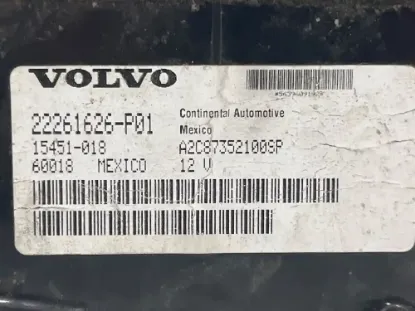 VOLVO
22261626-P01
15451-018
60018 MEXICO
Continental Automotive
Mexico
A2C87352100SP
12 V